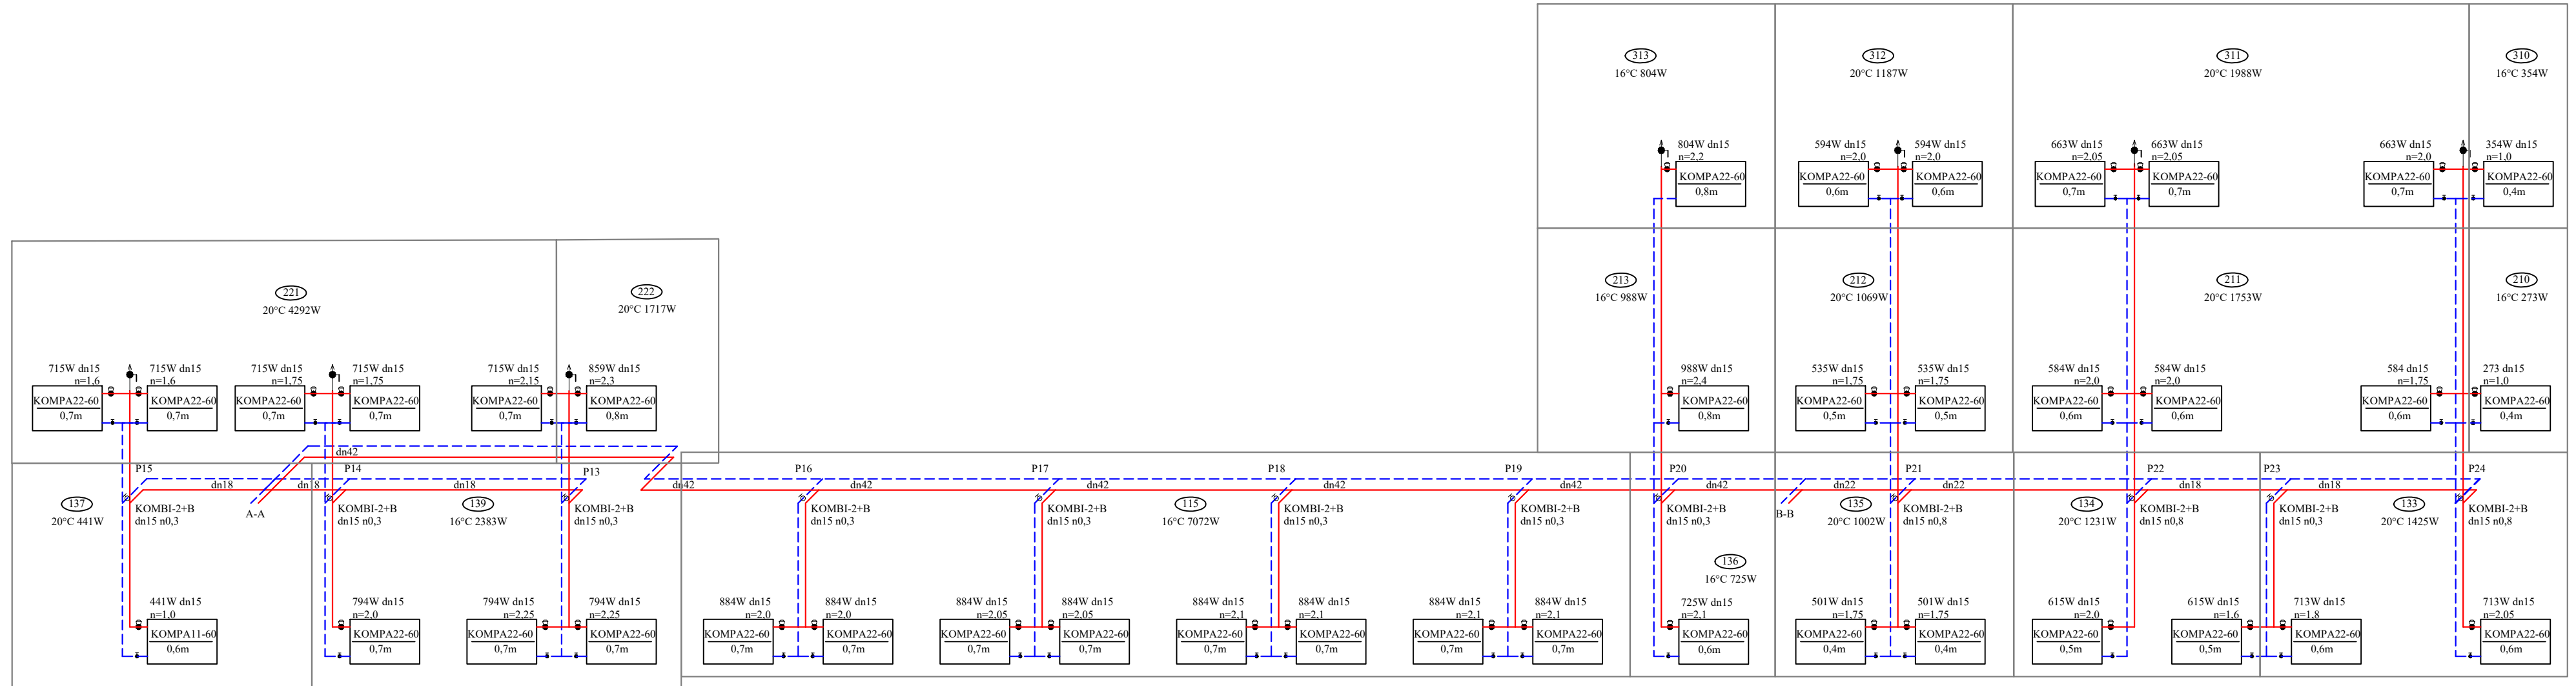 313
16°C 804W
312
20°C 1187W
311
20°C 1988W
310
16°C 354W
804W dn15
n=2,2
KOMPA22-60
0,8m
594W dn15
n=2,0
KOMPA22-60
0,6m
594W dn15
n=2,0
KOMPA22-60
0,6m
663W dn15
n=2,05
KOMPA22-60
0,7m
663W dn15
n=2,05
KOMPA22-60
0,7m
663W dn15
n=2,0
KOMPA22-60
0,7m
354W dn15
n=1,0
KOMPA22-60
0,4m
221
20°C 4292W
222
20°C 1717W
213
16°C 988W
212
20°C 1069W
211
20°C 1753W
210
16°C 273W
715W dn15
n=1,6
KOMPA22-60
0,7m
715W dn15
n=1,6
KOMPA22-60
0,7m
715W dn15
n=1,75
KOMPA22-60
0,7m
715W dn15
n=1,75
KOMPA22-60
0,7m
715W dn15
n=2,15
KOMPA22-60
0,7m
859W dn15
n=2,3
KOMPA22-60
0,8m
988W dn15
n=2,4
KOMPA22-60
0,8m
535W dn15
n=1,75
KOMPA22-60
0,5m
535W dn15
n=1,75
KOMPA22-60
0,5m
584W dn15
n=2,0
KOMPA22-60
0,6m
584W dn15
n=2,0
KOMPA22-60
0,6m
584 dn15
n=1,75
KOMPA22-60
0,6m
273 dn15
n=1,0
KOMPA22-60
0,4m
dn42
P15
P14
P13
P16
P17
P18
P19
P20
P21
P22
P23
P24
dn18
dn18
dn18
dn42
dn42
dn42
dn42
dn42
dn42
dn22
dn22
dn18
dn18
137
20°C 441W
A-A
139
16°C 2383W
115
16°C 7072W
136
16°C 725W
B-B
135
20°C 1002W
134
20°C 1231W
133
20°C 1425W
KOMBI-2+B
dn15 n0,3
KOMBI-2+B
dn15 n0,3
KOMBI-2+B
dn15 n0,3
KOMBI-2+B
dn15 n0,3
KOMBI-2+B
dn15 n0,3
KOMBI-2+B
dn15 n0,3
KOMBI-2+B
dn15 n0,3
KOMBI-2+B
dn15 n0,3
KOMBI-2+B
dn15 n0,8
KOMBI-2+B
dn15 n0,8
KOMBI-2+B
dn15 n0,3
KOMBI-2+B
dn15 n0,8
441W dn15
n=1,0
KOMPA11-60
0,6m
794W dn15
n=2,0
KOMPA22-60
0,7m
794W dn15
n=2,25
KOMPA22-60
0,7m
794W dn15
n=2,25
KOMPA22-60
0,7m
884W dn15
n=2,0
KOMPA22-60
0,7m
884W dn15
n=2,0
KOMPA22-60
0,7m
884W dn15
n=2,05
KOMPA22-60
0,7m
884W dn15
n=2,05
KOMPA22-60
0,7m
884W dn15
n=2,1
KOMPA22-60
0,7m
884W dn15
n=2,1
KOMPA22-60
0,7m
884W dn15
n=2,1
KOMPA22-60
0,7m
884W dn15
n=2,1
KOMPA22-60
0,7m
725W dn15
n=2,1
KOMPA22-60
0,6m
501W dn15
n=1,75
KOMPA22-60
0,4m
501W dn15
n=1,75
KOMPA22-60
0,4m
615W dn15
n=2,0
KOMPA22-60
0,5m
615W dn15
n=1,6
KOMPA22-60
0,5m
713W dn15
n=1,8
KOMPA22-60
0,6m
713W dn15
n=2,05
KOMPA22-60
0,6m